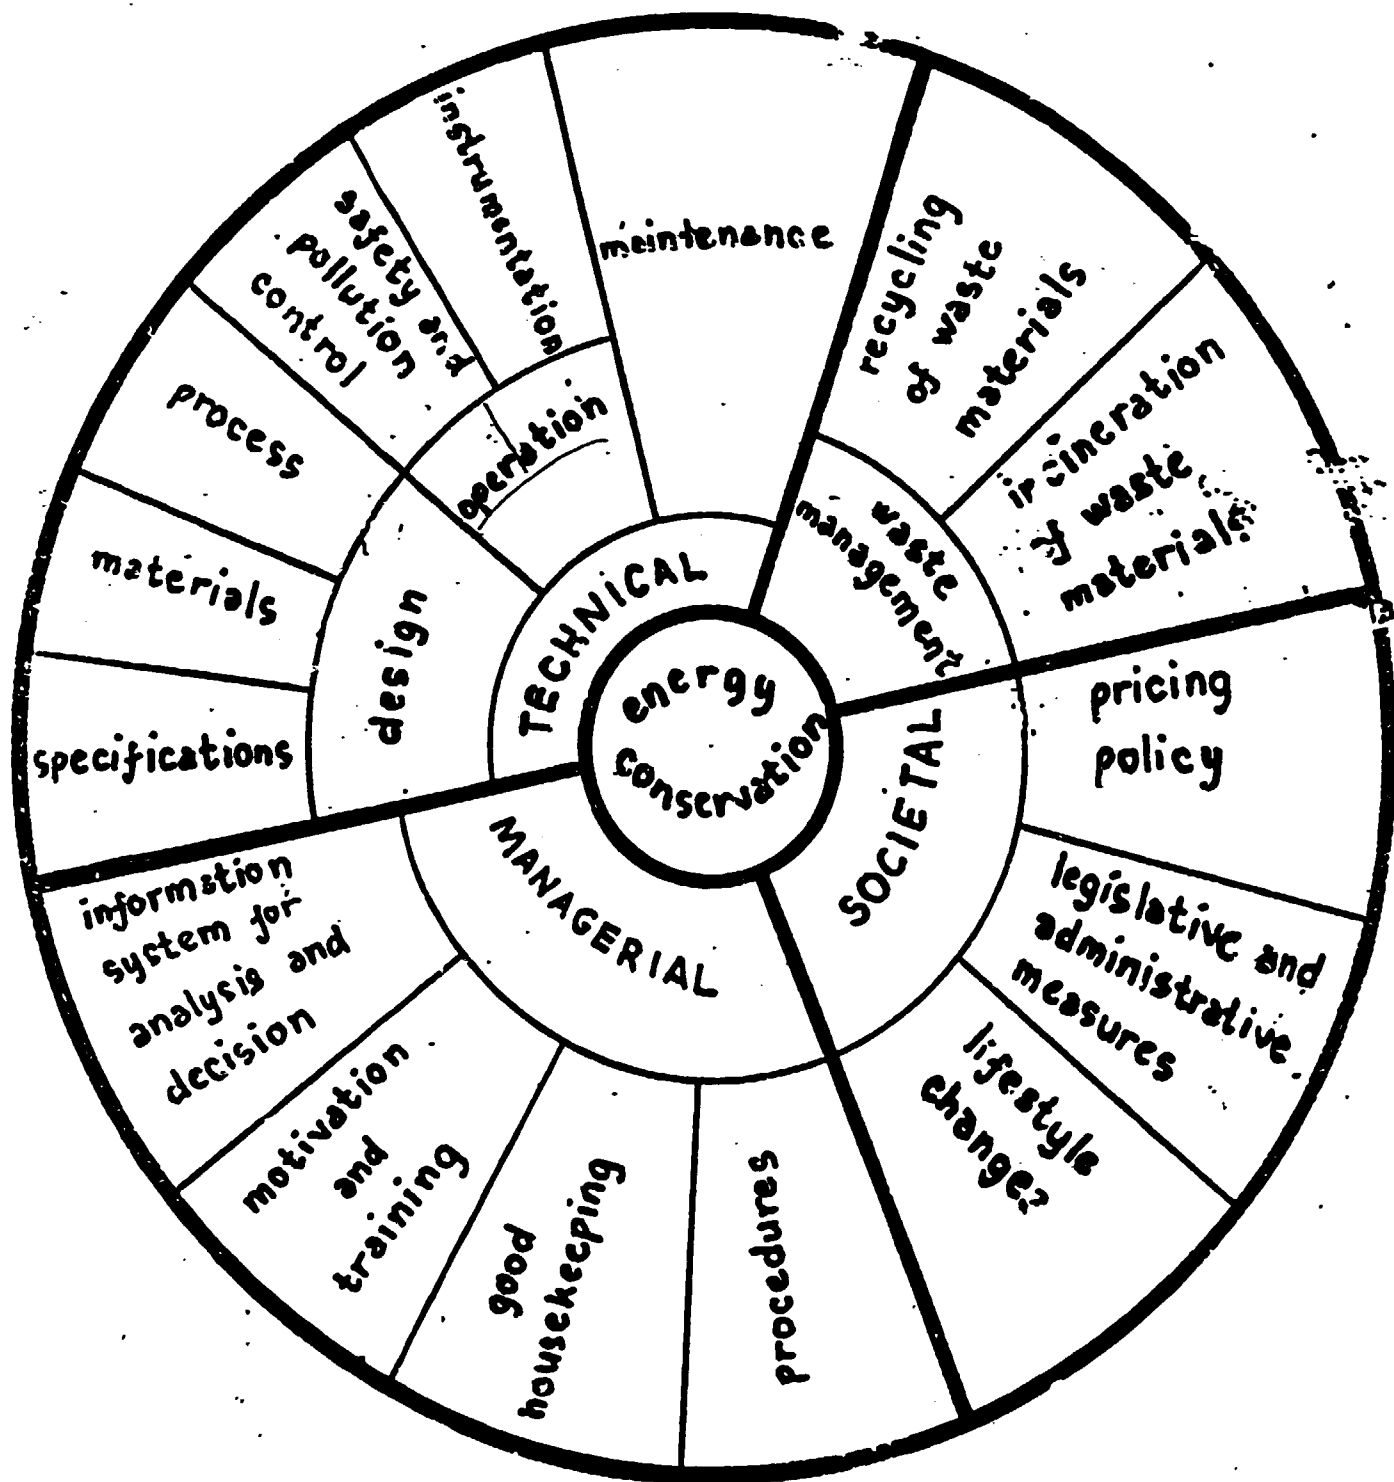 energy
conservation
TECHNICAL
maintenance
operation
instrumentation
safety and
pollution
control
design
process
materials
specifications
waste
management
recycling
of waste
materials
incineration
of waste
materials
SOCIETAL
pricing
policy
legislative and
administrative
measures
lifestyle
change?
MANAGERIAL
procedures
good
housekeeping
motivation
and
training
information
system for
analysis and
decision